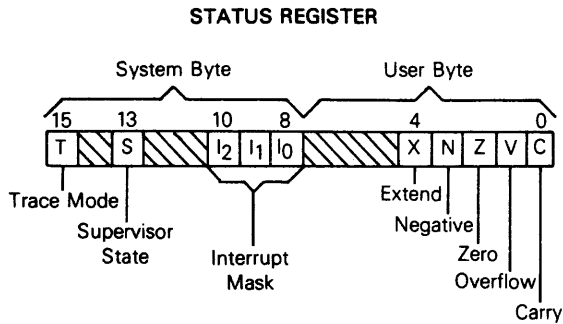 STATUS REGISTER
System Byte User Byte
15 13 10 8 4 0
T S I2 I1 I0 X N Z V C
Trace Mode
Supervisor
State
Interrupt
Mask
Extend
Negative
Zero
Overflow
Carry